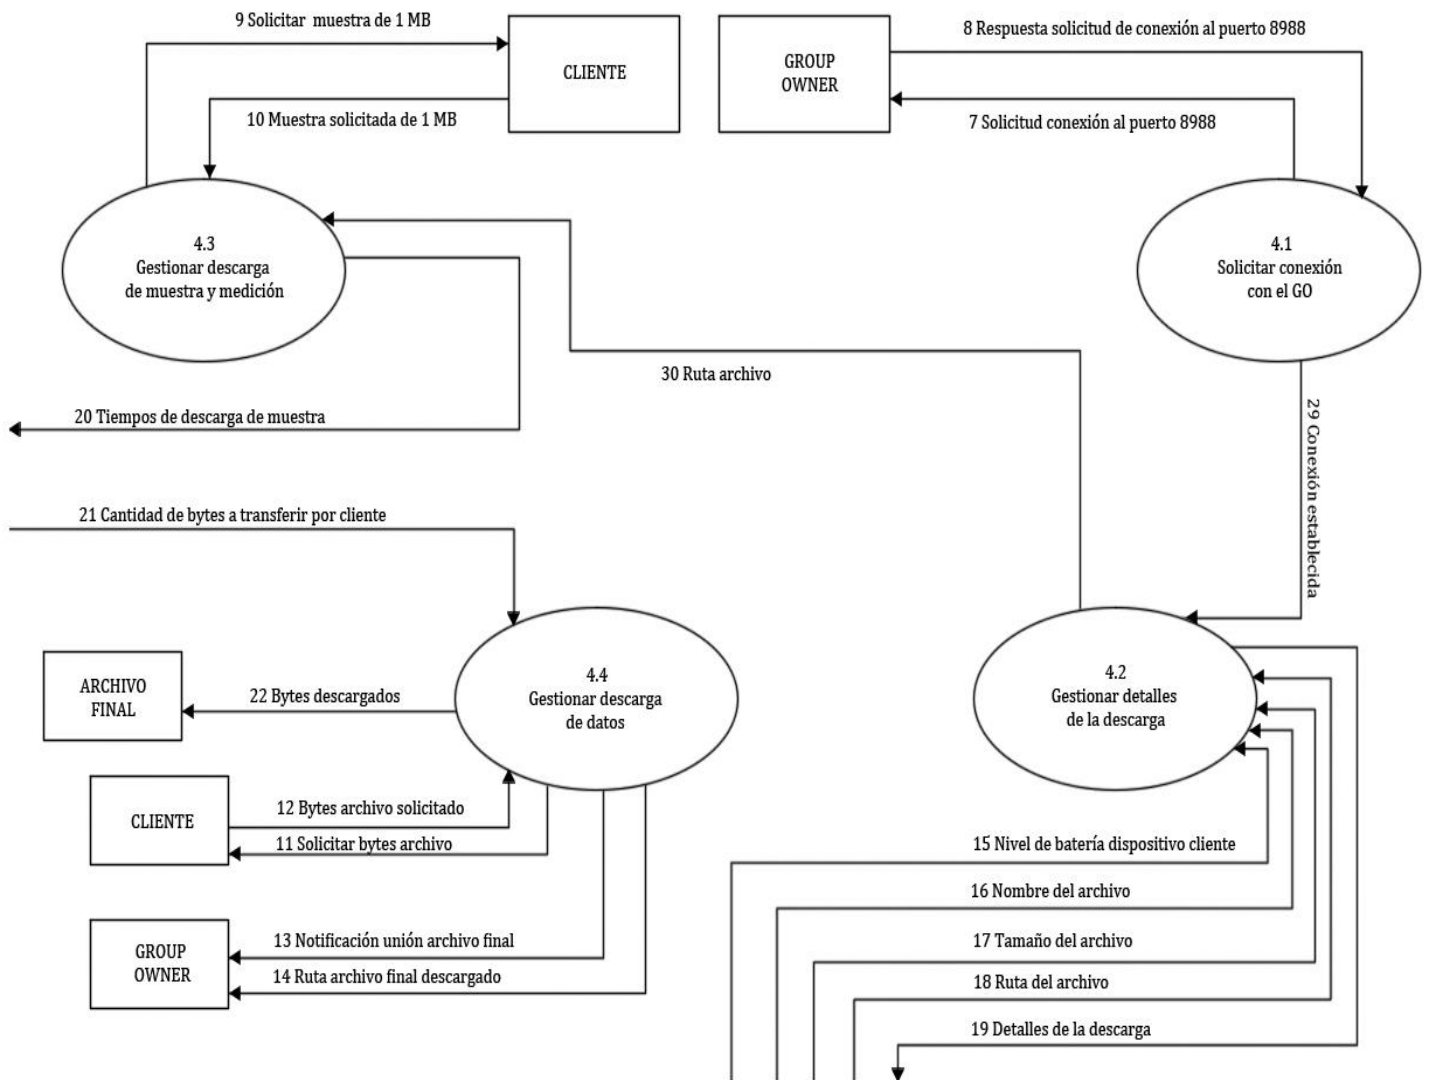 9 Solicitar muestra de 1 MB
CLIENTE
10 Muestra solicitada de 1 MB
GROUP
OWNER
8 Respuesta solicitud de conexión al puerto 8988
7 Solicitud conexión al puerto 8988
4.3
Gestionar descarga
de muestra y medición
4.1
Solicitar conexión
con el GO
30 Ruta archivo
29 Conexión establecida
20 Tiempos de descarga de muestra
21 Cantidad de bytes a transferir por cliente
ARCHIVO
FINAL
22 Bytes descargados
4.4
Gestionar descarga
de datos
4.2
Gestionar detalles
de la descarga
CLIENTE
12 Bytes archivo solicitado
11 Solicitar bytes archivo
GROUP
OWNER
13 Notificación unión archivo final
14 Ruta archivo final descargado
15 Nivel de batería dispositivo cliente
16 Nombre del archivo
17 Tamaño del archivo
18 Ruta del archivo
19 Detalles de la descarga